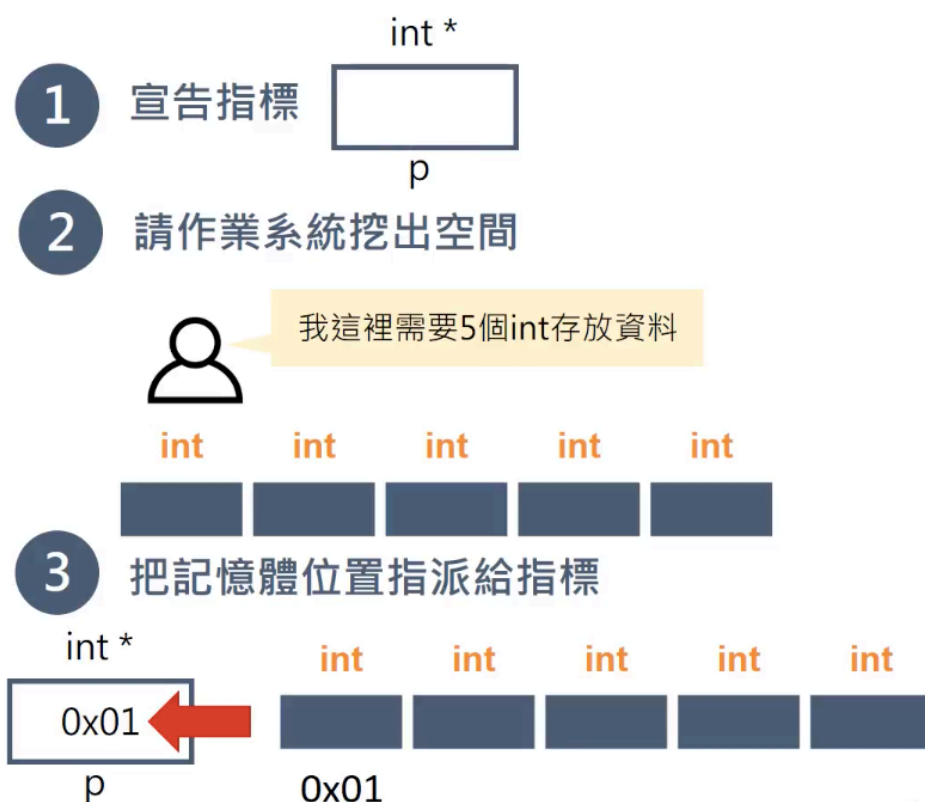 int *
1 宣告指標
p
2 請作業系統挖出空間
我這裡需要5個int存放資料
int int int int int
3 把記憶體位置指派給指標
int *
int int int int int
0x01
p
0x01